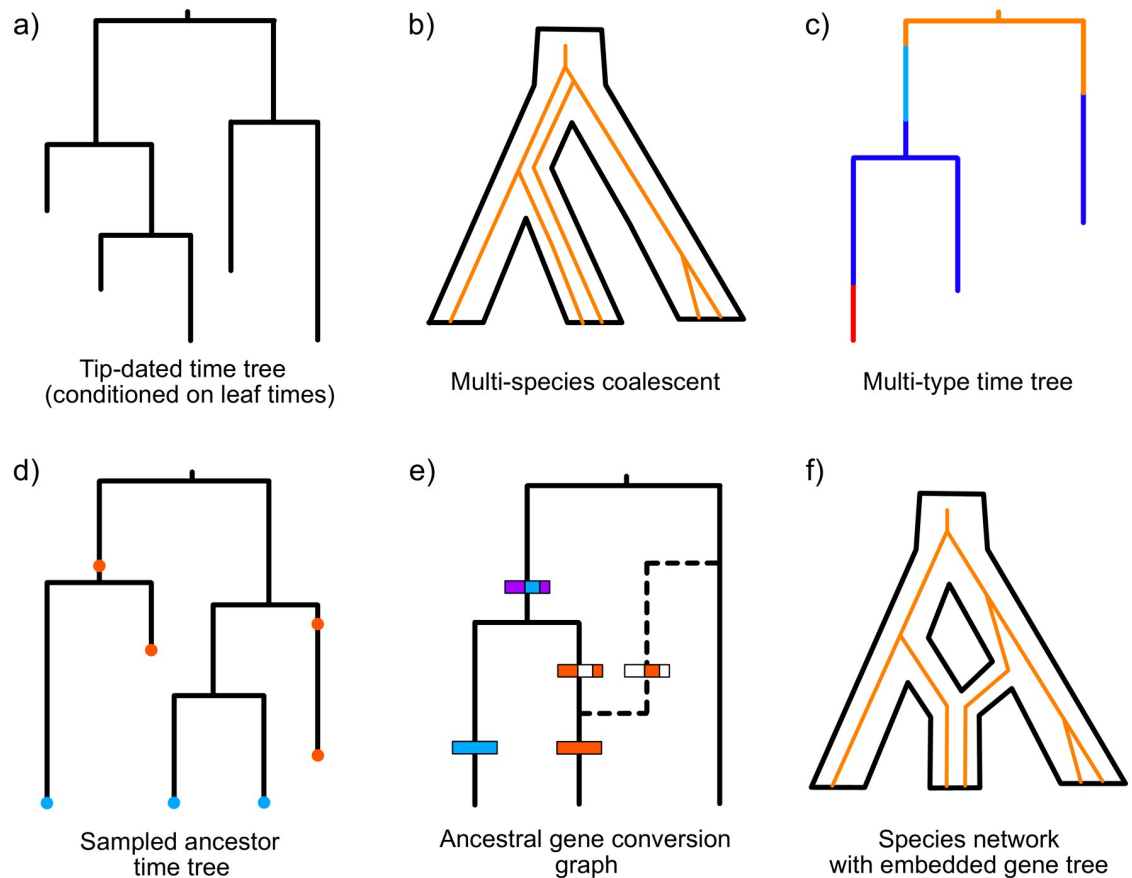 a)
b)
c)
Tip-dated time tree
(conditioned on leaf times)
Multi-species coalescent
Multi-type time tree
d)
e)
f)
Sampled ancestor
time tree
Ancestral gene conversion
graph
Species network
with embedded gene tree